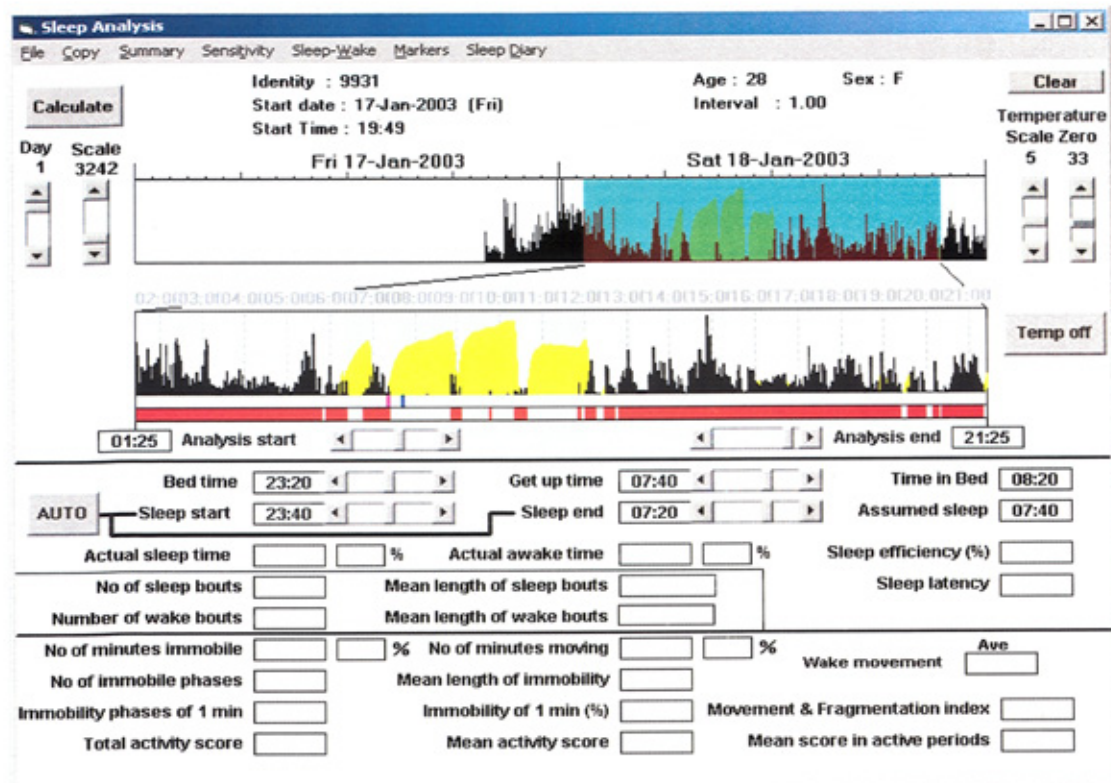 Sleep Analysis
File Copy Summary Sensitivity Sleep-Wake Markers Sleep Diary
Identity : 9931 Age : 28 Sex : F Clear
Calculate Start date : 17-Jan-2003 (Fri) Interval : 1.00
Start Time : 19:49 Temperature
Day Scale Scale Zero
1 3242 Fri 17-Jan-2003 Sat 18-Jan-2003 5 33
Temp off
01:25 Analysis start Analysis end 21:25
Bed time 23:20 Get up time 07:40 Time in Bed 08:20
AUTO Sleep start 23:40 Sleep end 07:20 Assumed sleep 07:40
Actual sleep time % Actual awake time % Sleep efficiency (%)
No of sleep bouts Mean length of sleep bouts Sleep latency
Number of wake bouts Mean length of wake bouts
No of minutes immobile % No of minutes moving % Wake movement Ave
No of immobile phases Mean length of immobility
Immobility phases of 1 min Immobility of 1 min (%) Movement & Fragmentation index
Total activity score Mean activity score Mean score in active periods